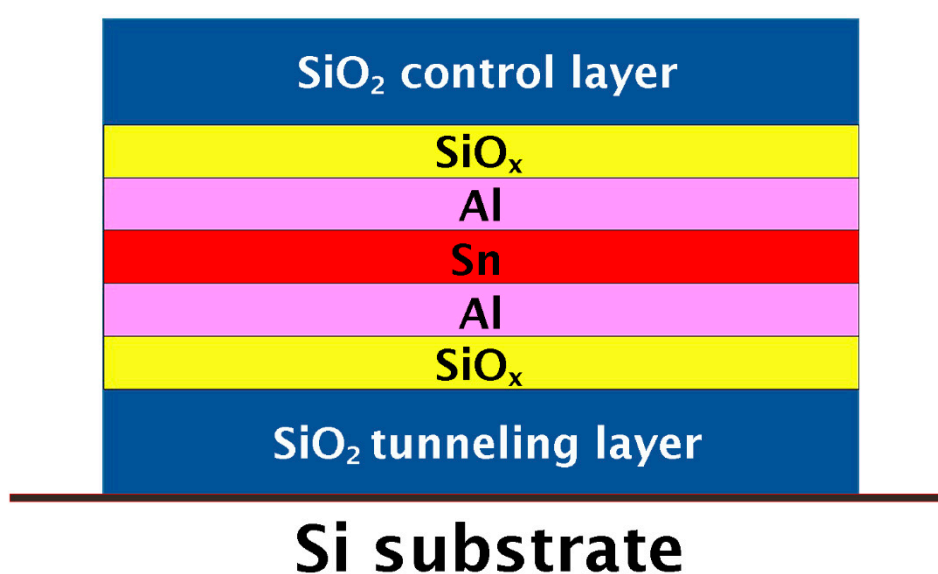 SiO₂ control layer
SiOₓ
Al
Sn
Al
SiOₓ
SiO₂ tunneling layer
Si substrate